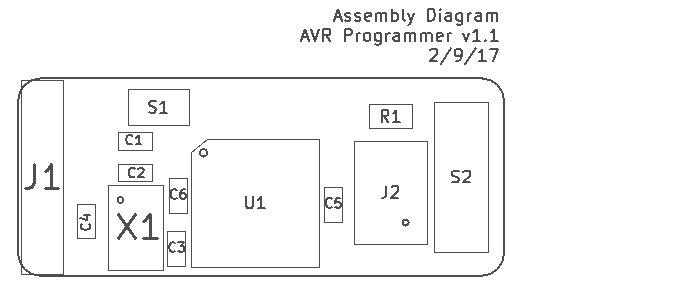 Assembly Diagram
AVR Programmer v1.1
2/9/17
S1
R1
C1
C2
J1
S2
C6
J2
U1
C5
C4
X1
C3